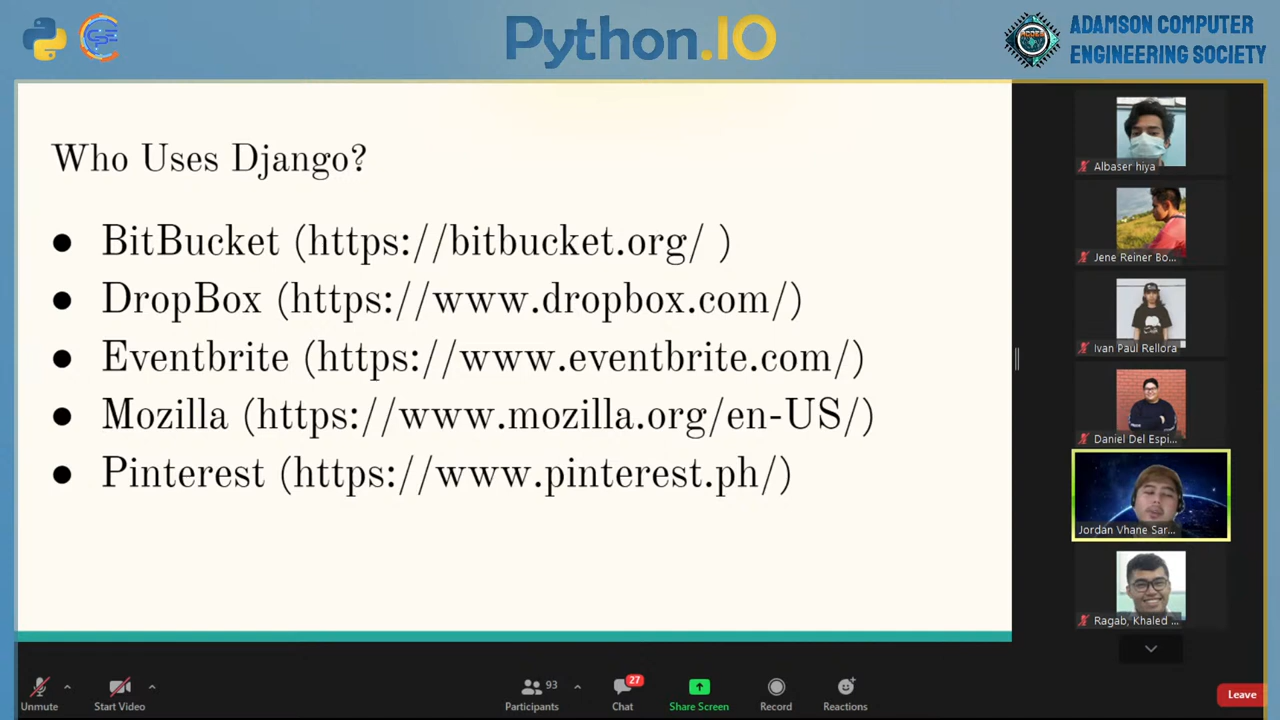 Python.IO
ADAMSON COMPUTER
ENGINEERING SOCIETY
Who Uses Django?
● BitBucket (https://bitbucket.org/ )
● DropBox (https://www.dropbox.com/)
● Eventbrite (https://www.eventbrite.com/)
● Mozilla (https://www.mozilla.org/en-US/)
● Pinterest (https://www.pinterest.ph/)
Albaser hiya
Jene Reiner Bo...
Ivan Paul Rellora
Daniel Del Espi...
Jordan Vhane Sar...
Ragab, Khaled ...
Unmute
Start Video
93
Participants
27
Chat
Share Screen
Record
Reactions
Leave